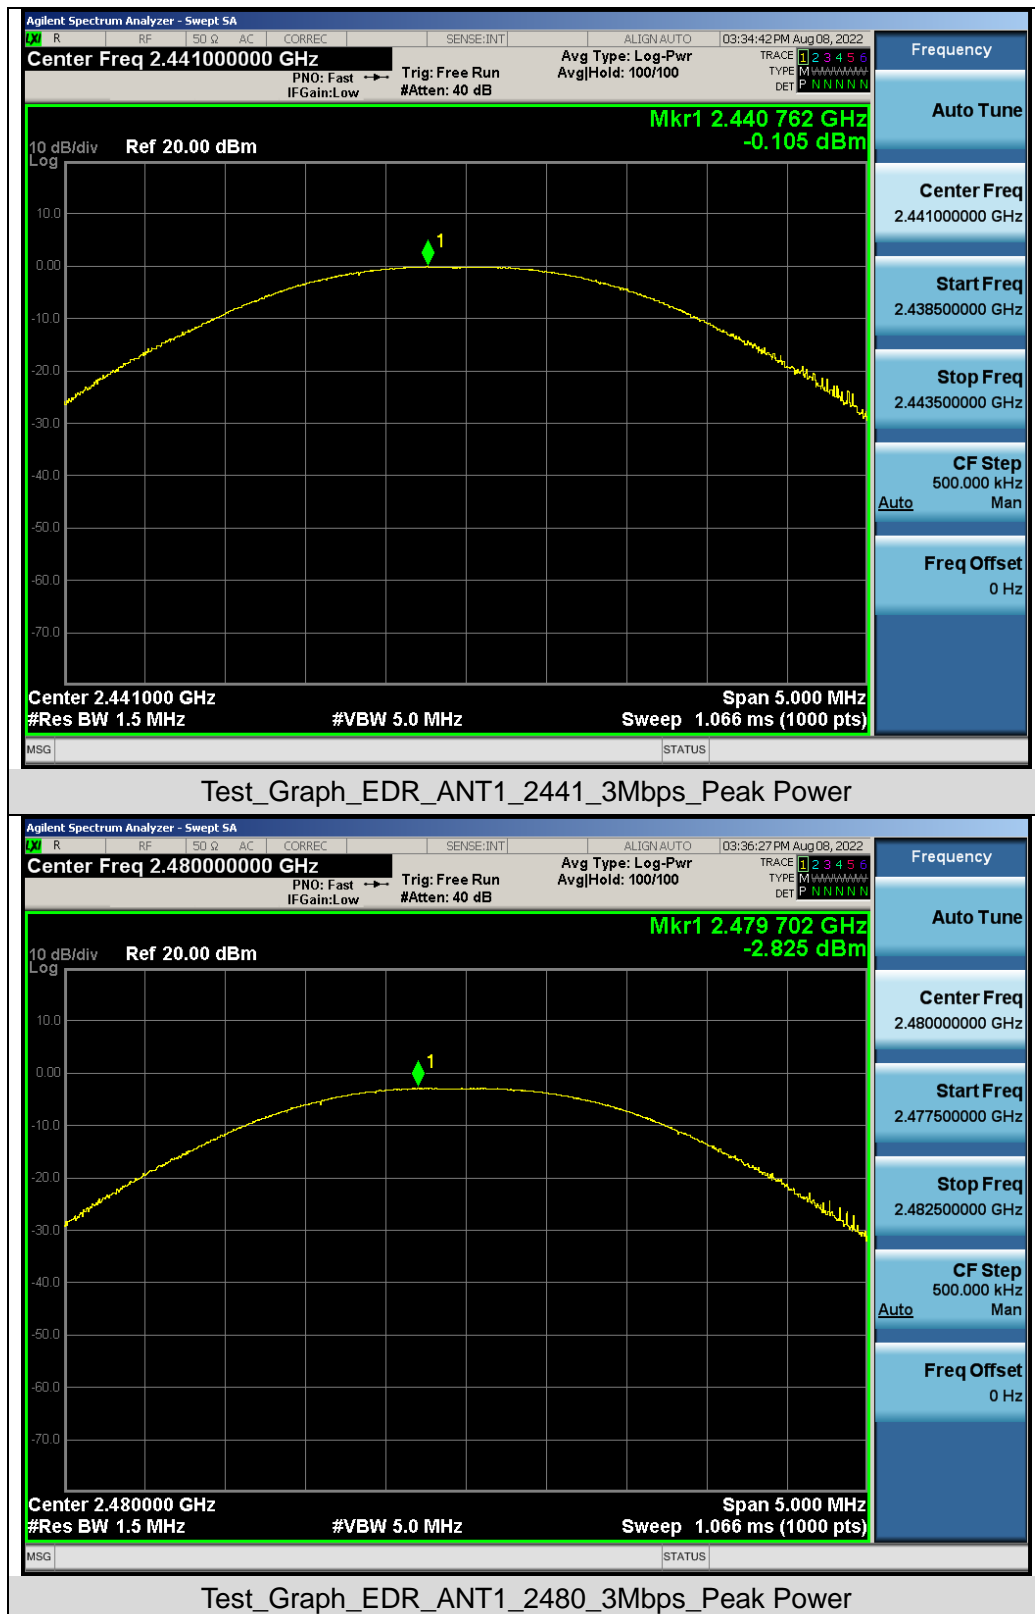 Agilent Spectrum Analyzer - Swept SA
LXI R RF 50 Ω AC CORREC SENSE:INT ALIGN AUTO 03:34:42 PM Aug 08, 2022
Center Freq 2.441000000 GHz
PNO: Fast
IFGain:Low
Trig: Free Run
#Atten: 40 dB
Avg Type: Log-Pwr
Avg|Hold: 100/100
TRACE 1 2 3 4 5 6
TYPE M WWWWW
DET P N N N N N
Mkr1 2.440 762 GHz
-0.105 dBm
10 dB/div
Log
Ref 20.00 dBm
10.0
0.00
-10.0
-20.0
-30.0
-40.0
-50.0
-60.0
-70.0
1
Center 2.441000 GHz
Span 5.000 MHz
#Res BW 1.5 MHz
#VBW 5.0 MHz
Sweep 1.066 ms (1000 pts)
MSG
STATUS
Frequency
Auto Tune
Center Freq
2.441000000 GHz
Start Freq
2.438500000 GHz
Stop Freq
2.443500000 GHz
CF Step
500.000 kHz
Auto Man
Freq Offset
0 Hz
Test_Graph_EDR_ANT1_2441_3Mbps_Peak Power
Agilent Spectrum Analyzer - Swept SA
LXI R RF 50 Ω AC CORREC SENSE:INT ALIGN AUTO 03:36:27 PM Aug 08, 2022
Center Freq 2.480000000 GHz
PNO: Fast
IFGain:Low
Trig: Free Run
#Atten: 40 dB
Avg Type: Log-Pwr
Avg|Hold: 100/100
TRACE 1 2 3 4 5 6
TYPE M WWWWW
DET P N N N N N
Mkr1 2.479 702 GHz
-2.825 dBm
10 dB/div
Log
Ref 20.00 dBm
10.0
0.00
-10.0
-20.0
-30.0
-40.0
-50.0
-60.0
-70.0
1
Center 2.480000 GHz
Span 5.000 MHz
#Res BW 1.5 MHz
#VBW 5.0 MHz
Sweep 1.066 ms (1000 pts)
MSG
STATUS
Frequency
Auto Tune
Center Freq
2.480000000 GHz
Start Freq
2.477500000 GHz
Stop Freq
2.482500000 GHz
CF Step
500.000 kHz
Auto Man
Freq Offset
0 Hz
Test_Graph_EDR_ANT1_2480_3Mbps_Peak Power